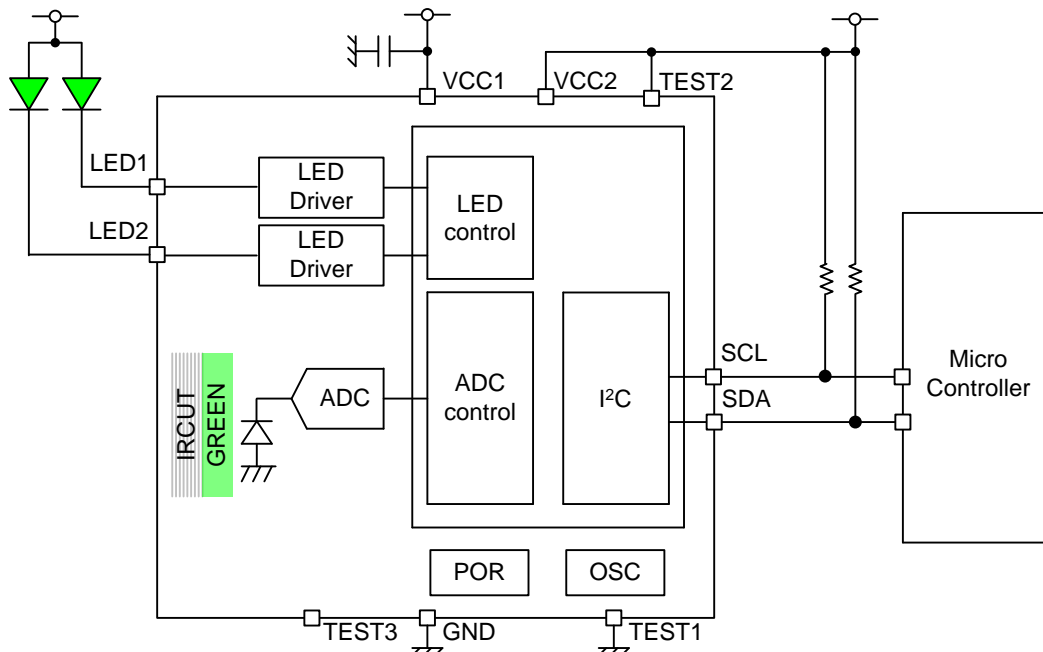 VCC1
VCC2
TEST2
LED1
LED
Driver
LED2
LED
Driver
LED
control
IRCUT
GREEN
ADC
ADC
control
I²C
SCL
SDA
Micro
Controller
POR
OSC
TEST3
GND
TEST1